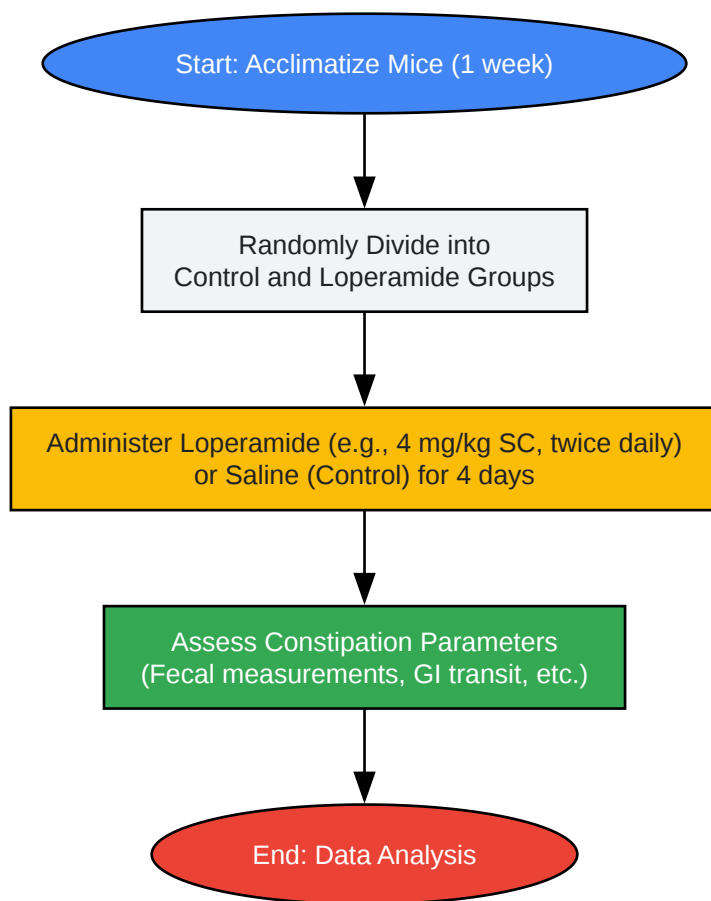 Start: Acclimatize Mice (1 week)
Randomly Divide into
Control and Loperamide Groups
Administer Loperamide (e.g., 4 mg/kg SC, twice daily)
or Saline (Control) for 4 days
Assess Constipation Parameters
(Fecal measurements, GI transit, etc.)
End: Data Analysis